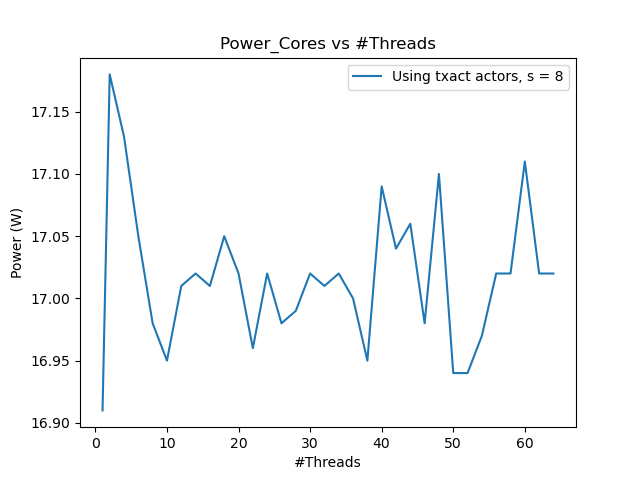 Power_Cores vs #Threads
Using txact actors, s = 8
17.15
17.10
17.05
17.00
16.95
16.90
Power (W)
0 10 20 30 40 50 60
#Threads